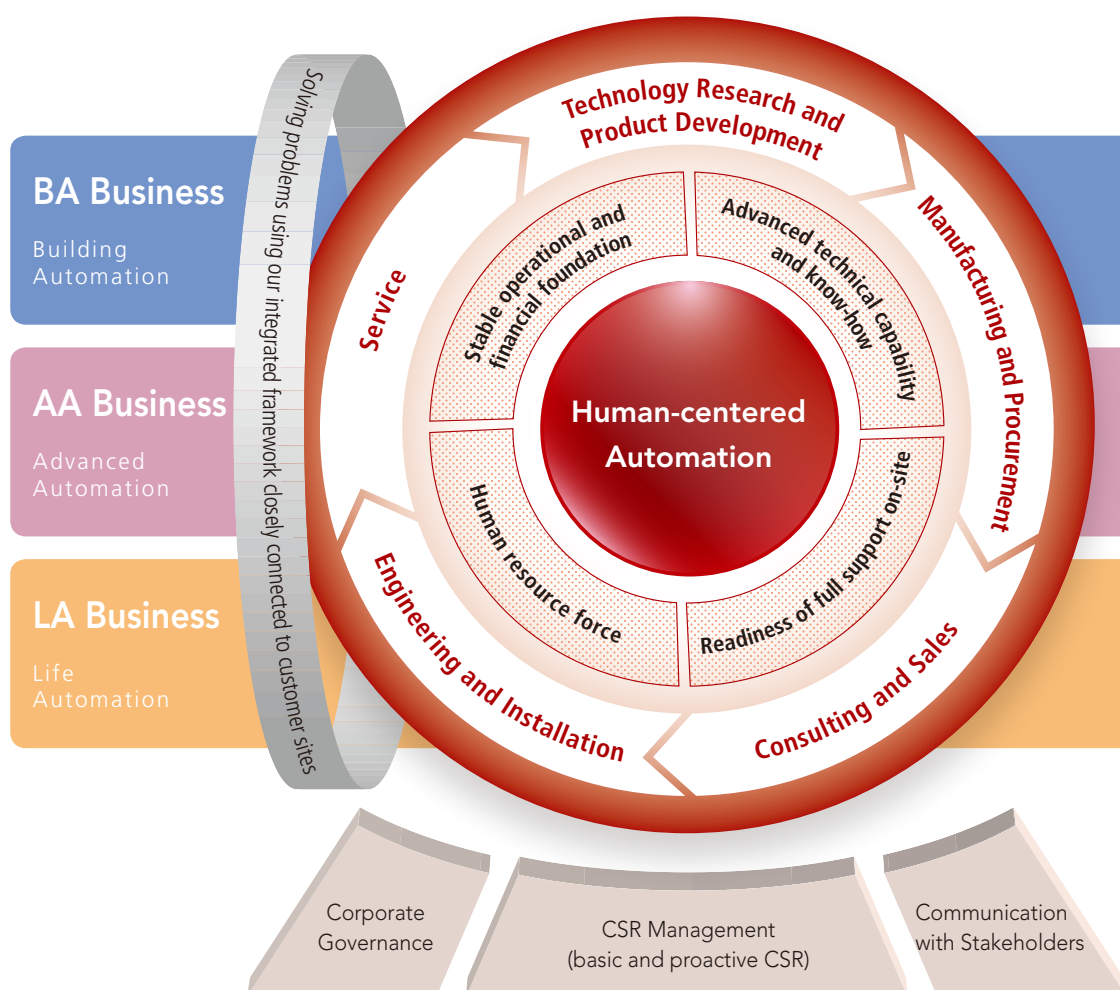 BA Business
Building
Automation
AA Business
Advanced
Automation
LA Business
Life
Automation
Solving problems using our integrated framework closely connected to customer sites
Technology Research and
Product Development
Manufacturing and Procurement
Consulting and Sales
Engineering and Installation
Service
Stable operational and
financial foundation
Advanced technical capability
and know-how
Readiness of full support on-site
Human resource force
Human-centered
Automation
Corporate
Governance
CSR Management
(basic and proactive CSR)
Communication
with Stakeholders